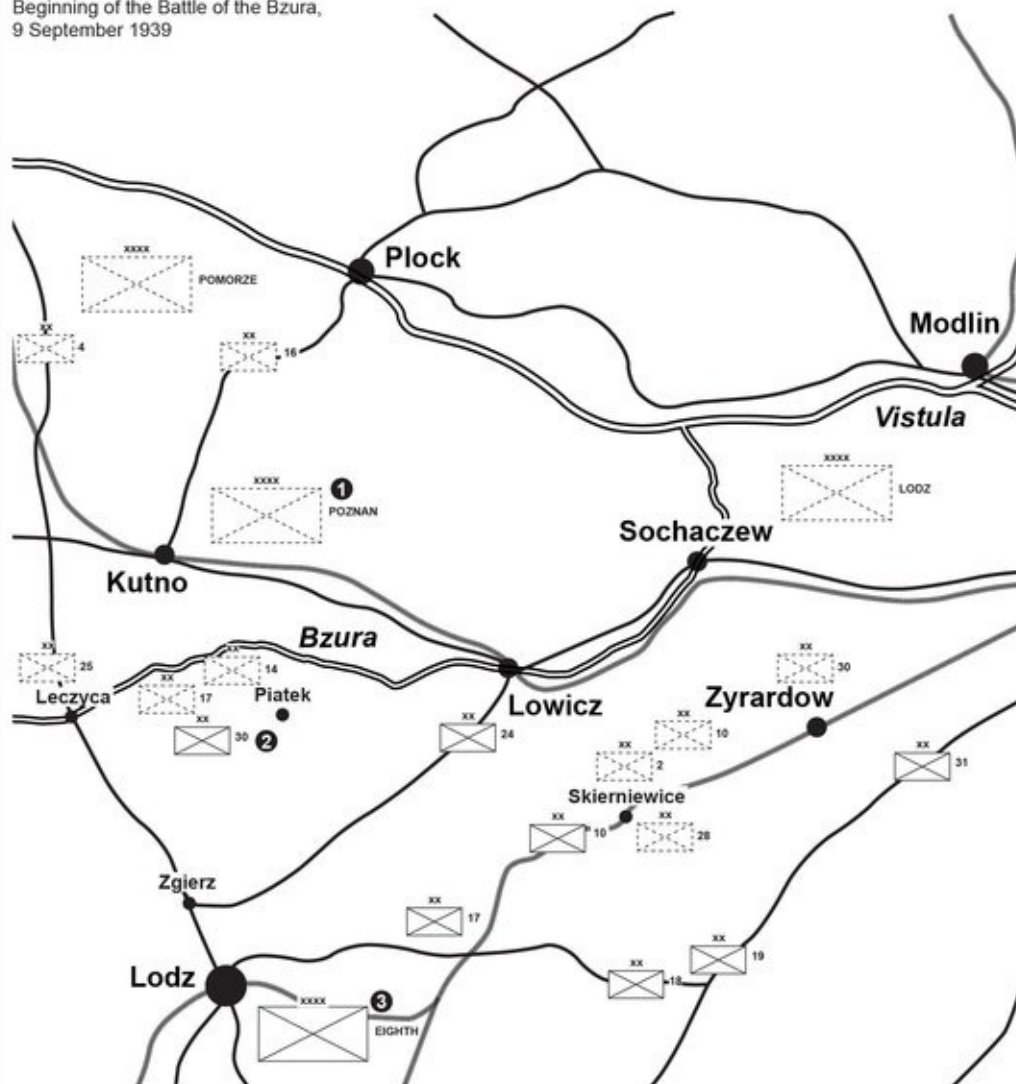 Beginning of the Battle of the Bzura,
9 September 1939
xxxx
POMORZE
Plock
xx
4
xx
16
Modlin
Vistula
xxxx
1
POZNAN
xxxx
LODZ
Sochaczew
Kutno
Bzura
xx
25
xx
14
xx
30
Leczyca
xx
17
Piatek
Zyrardow
Lowicz
xx
30
2
xx
24
xx
10
xx
2
xx
31
Skierniewice
xx
10
xx
28
Zgierz
xx
17
xx
19
xx
18
Lodz
xxxx
3
EIGHTH